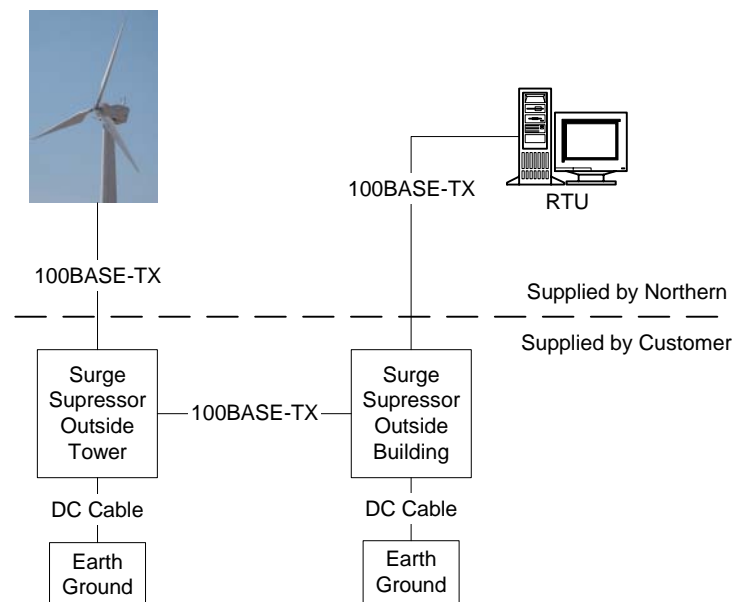 100BASE-TX
RTU
100BASE-TX
Supplied by Northern
Supplied by Customer
Surge
Supressor
Outside
Tower
100BASE-TX
Surge
Supressor
Outside
Building
DC Cable
DC Cable
Earth
Ground
Earth
Ground